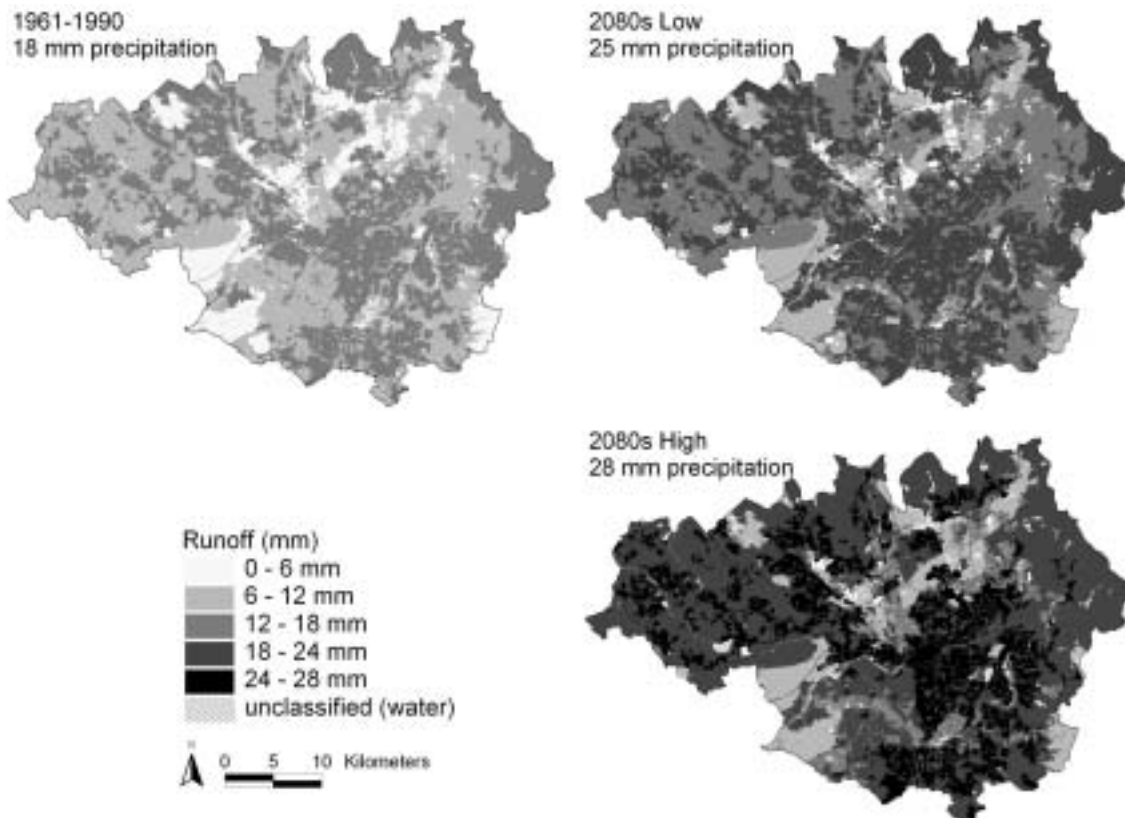 1961-1990
18 mm precipitation
2080s Low
25 mm precipitation
2080s High
28 mm precipitation
Runoff (mm)
0 - 6 mm
6 - 12 mm
12 - 18 mm
18 - 24 mm
24 - 28 mm
unclassified (water)
0 5 10 Kilometers